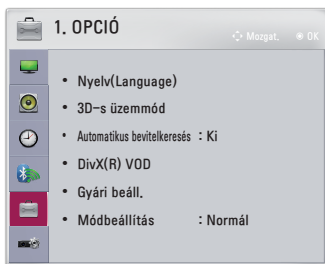 1. OPCIÓ
Mozgat. OK
• Nyelv(Language)
• 3D-s üzemmód
• Automatikus bevitelkeresés : Ki
• DivX(R) VOD
• Gyári beáll.
• Módbeállítás : Normál